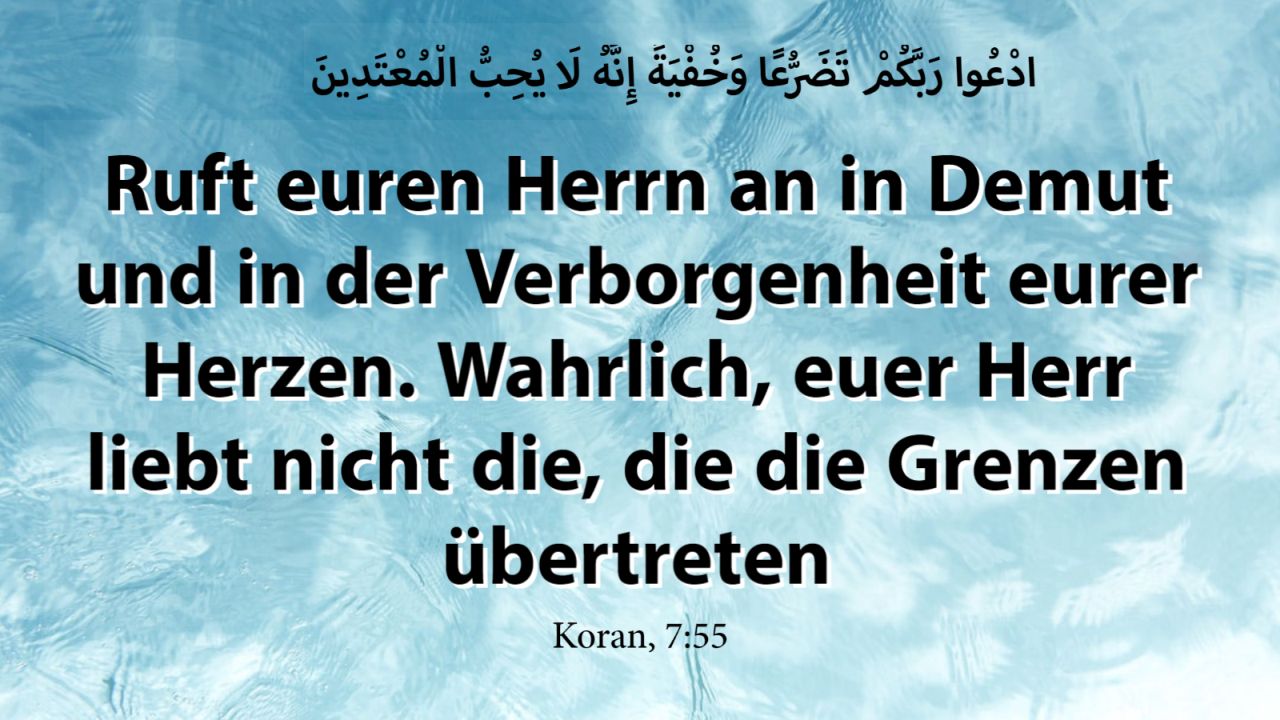 ادْعُوا رَبَّكُمْ تَضَرُّعًا وَخُفْيَةً إِنَّهُ لَا يُحِبُّ الْمُعْتَدِينَ
Ruft euren Herrn an in Demut
und in der Verborgenheit eurer
Herzen. Wahrlich, euer Herr
liebt nicht die, die die Grenzen
übertreten
Koran, 7:55